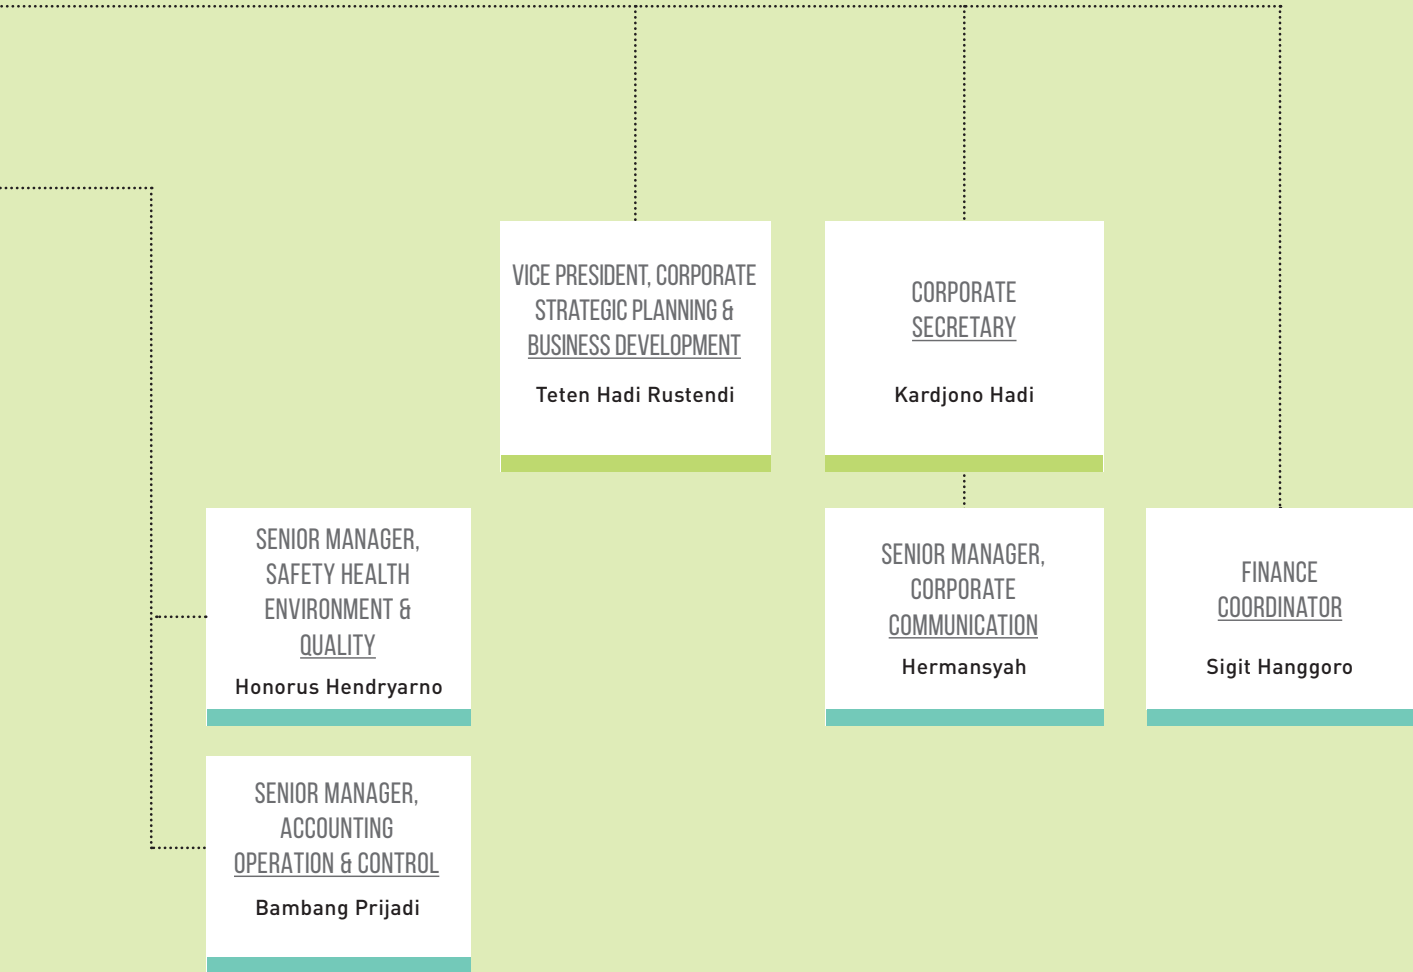 VICE PRESIDENT, CORPORATE
STRATEGIC PLANNING &
BUSINESS DEVELOPMENT
Teten Hadi Rustendi
CORPORATE
SECRETARY
Kardjono Hadi
SENIOR MANAGER,
SAFETY HEALTH
ENVIRONMENT &
QUALITY
Honorus Hendryarno
SENIOR MANAGER,
CORPORATE
COMMUNICATION
Hermansyah
FINANCE
COORDINATOR
Sigit Hanggoro
SENIOR MANAGER,
ACCOUNTING
OPERATION & CONTROL
Bambang Prijadi